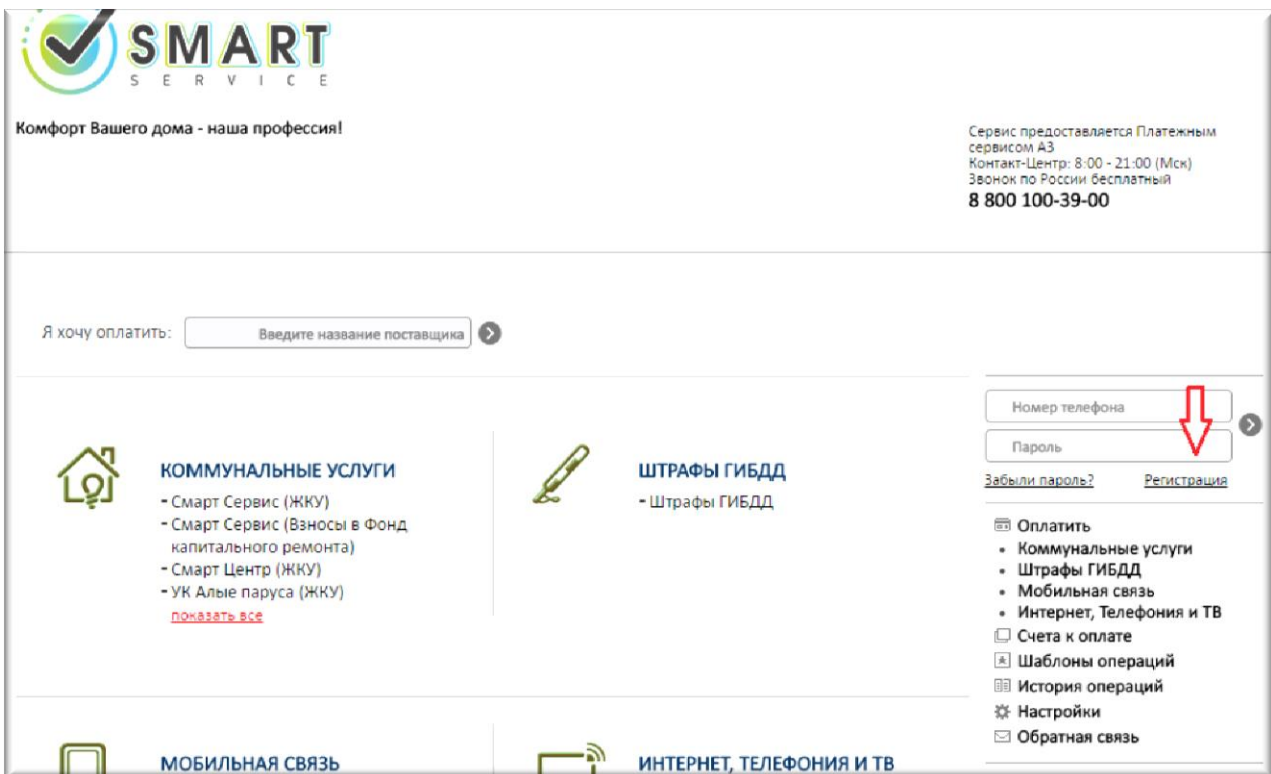 SMART
SERVICE
Комфорт Вашего дома - наша профессия!
Сервис предоставляется Платежным
сервисом А3
Контакт-Центр: 8:00 - 21:00 (Мск)
Звонок по России бесплатный
8 800 100-39-00
Я хочу оплатить:
Введите название поставщика
Номер телефона
Пароль
Забыли пароль? Регистрация
КОММУНАЛЬНЫЕ УСЛУГИ
- Смарт Сервис (ЖКУ)
- Смарт Сервис (Взносы в Фонд
капитального ремонта)
- Смарт Центр (ЖКУ)
- УК Алые паруса (ЖКУ)
показать все
ШТРАФЫ ГИБДД
- Штрафы ГИБДД
Оплатить
• Коммунальные услуги
• Штрафы ГИБДД
• Мобильная связь
• Интернет, Телефония и ТВ
Счета к оплате
Шаблоны операций
История операций
Настройки
Обратная связь
МОБИЛЬНАЯ СВЯЗЬ
ИНТЕРНЕТ, ТЕЛЕФОНИЯ И ТВ